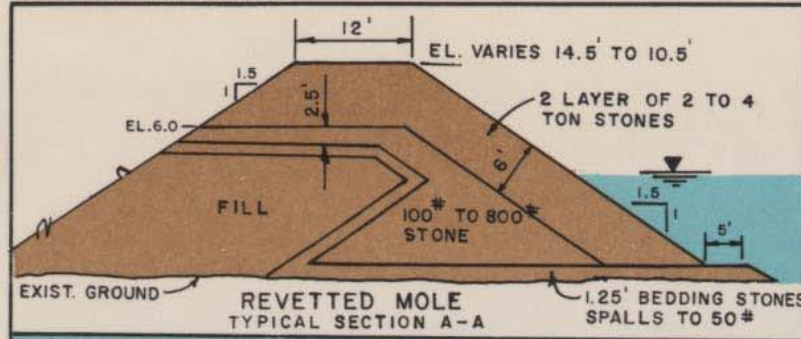 12'
EL. VARIES 14.5' TO 10.5'
1.5
1
2.5'
2 LAYER OF 2 TO 4
TON STONES
EL.6.0
6'
1.5
1
5'
FILL
100# TO 800#
STONE
EXIST. GROUND
REVETTED MOLE
TYPICAL SECTION A-A
1.25' BEDDING STONES
SPALLS TO 50#